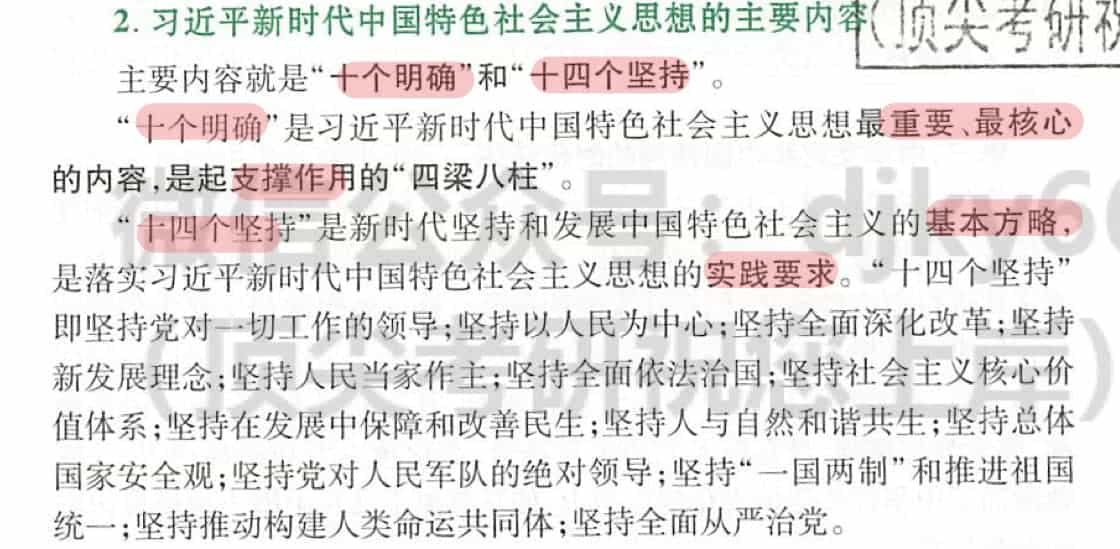 2. 习近平新时代中国特色社会主义思想的主要内容
(顶尖考研祝
主要内容就是“十个明确”和“十四个坚持”。
“十个明确”是习近平新时代中国特色社会主义思想最重要、最核心
的内容,是起支撑作用的“四梁八柱”。
“十四个坚持”是新时代坚持和发展中国特色社会主义的基本方略,
是落实习近平新时代中国特色社会主义思想的实践要求。“十四个坚持”
即坚持党对一切工作的领导;坚持以人民为中心;坚持全面深化改革;坚持
新发展理念;坚持人民当家作主;坚持全面依法治国;坚持社会主义核心价
值体系;坚持在发展中保障和改善民生;坚持人与自然和谐共生;坚持总体
国家安全观;坚持党对人民军队的绝对领导;坚持“一国两制”和推进祖国
统一;坚持推动构建人类命运共同体;坚持全面从严治党。
微信公众号:djky6
(顶尖考研祝您上岸)